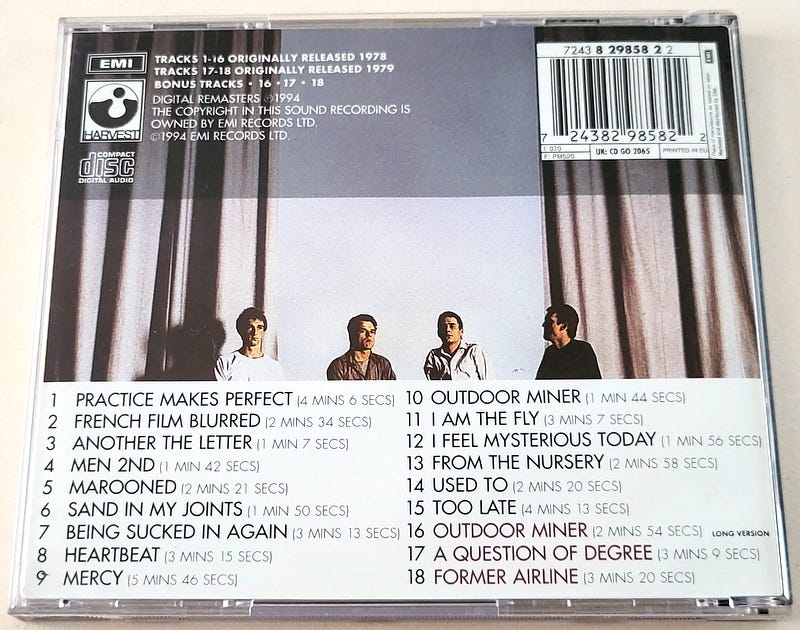 EMI
TRACKS 1-16 ORIGINALLY RELEASED 1978
TRACKS 17-18 ORIGINALLY RELEASED 1979
BONUS TRACKS · 16 · 17 · 18
DIGITAL REMASTERS ℗1994
THE COPYRIGHT IN THIS SOUND RECORDING IS
OWNED BY EMI RECORDS LTD.
©1994 EMI RECORDS LTD.
HARVEST
COMPACT
disc
DIGITAL AUDIO
7243 8 29858 2 2
7 24382 98582 2
F: PM520
UK: CD GO 2065
PRINTED IN EU
1 PRACTICE MAKES PERFECT (4 MINS 6 SECS)
2 FRENCH FILM BLURRED (2 MINS 34 SECS)
3 ANOTHER THE LETTER (1 MIN 7 SECS)
4 MEN 2ND (1 MIN 42 SECS)
5 MAROONED (2 MINS 21 SECS)
6 SAND IN MY JOINTS (1 MIN 50 SECS)
7 BEING SUCKED IN AGAIN (3 MINS 13 SECS)
8 HEARTBEAT (3 MINS 15 SECS)
9 MERCY (5 MINS 46 SECS)
10 OUTDOOR MINER (1 MIN 44 SECS)
11 I AM THE FLY (3 MINS 7 SECS)
12 I FEEL MYSTERIOUS TODAY (1 MIN 56 SECS)
13 FROM THE NURSERY (2 MINS 58 SECS)
14 USED TO (2 MINS 20 SECS)
15 TOO LATE (4 MINS 13 SECS)
16 OUTDOOR MINER (2 MINS 54 SECS) LONG VERSION
17 A QUESTION OF DEGREE (3 MINS 9 SECS)
18 FORMER AIRLINE (3 MINS 20 SECS)